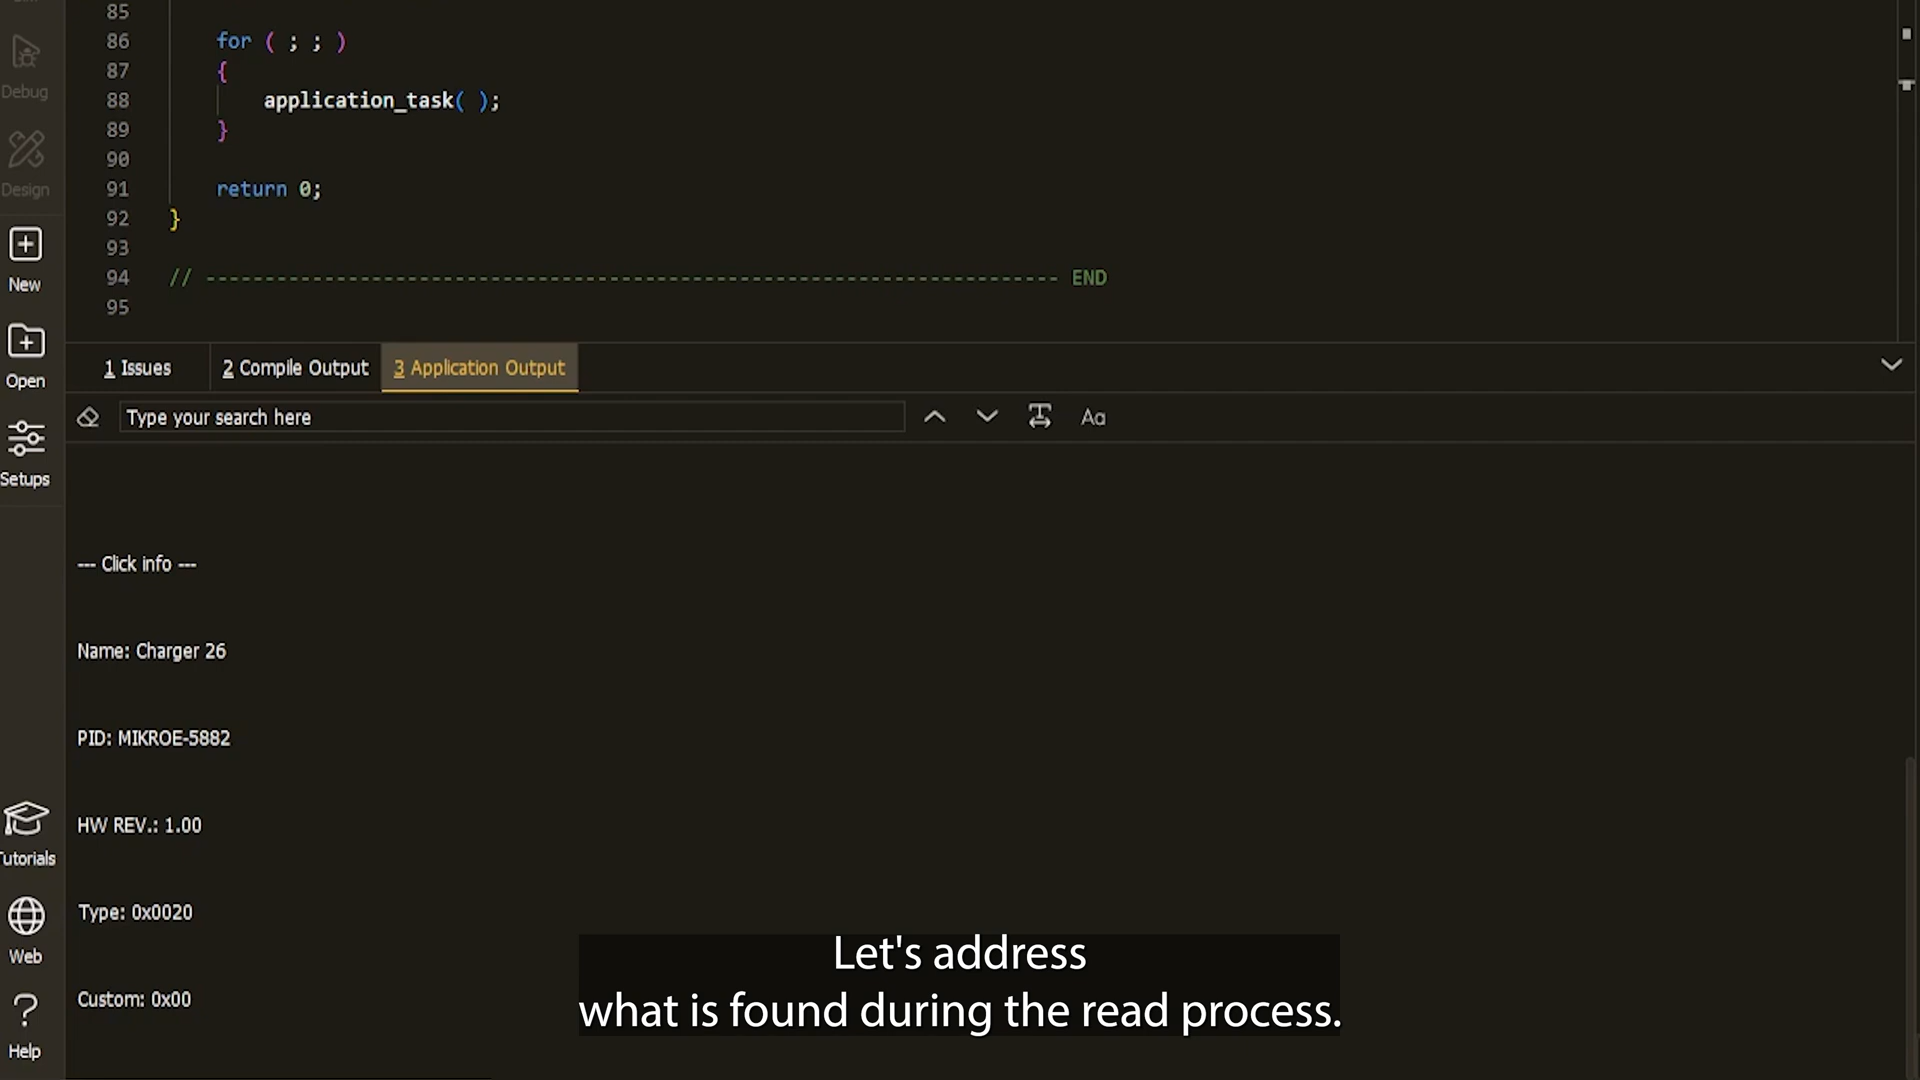 85
86 for ( ; ; )
87 {
88 application_task( );
89 }
90
91 return 0;
92 }
93
94 // ------------------------------------------------------------------------ END
95
Debug
Design
New
Open
Setups
Tutorials
Web
Help
1 Issues
2 Compile Output
3 Application Output
Type your search here
Aa
--- Click info ---
Name: Charger 26
PID: MIKROE-5882
HW REV.: 1.00
Type: 0x0020
Custom: 0x00
Let's address
what is found during the read process.